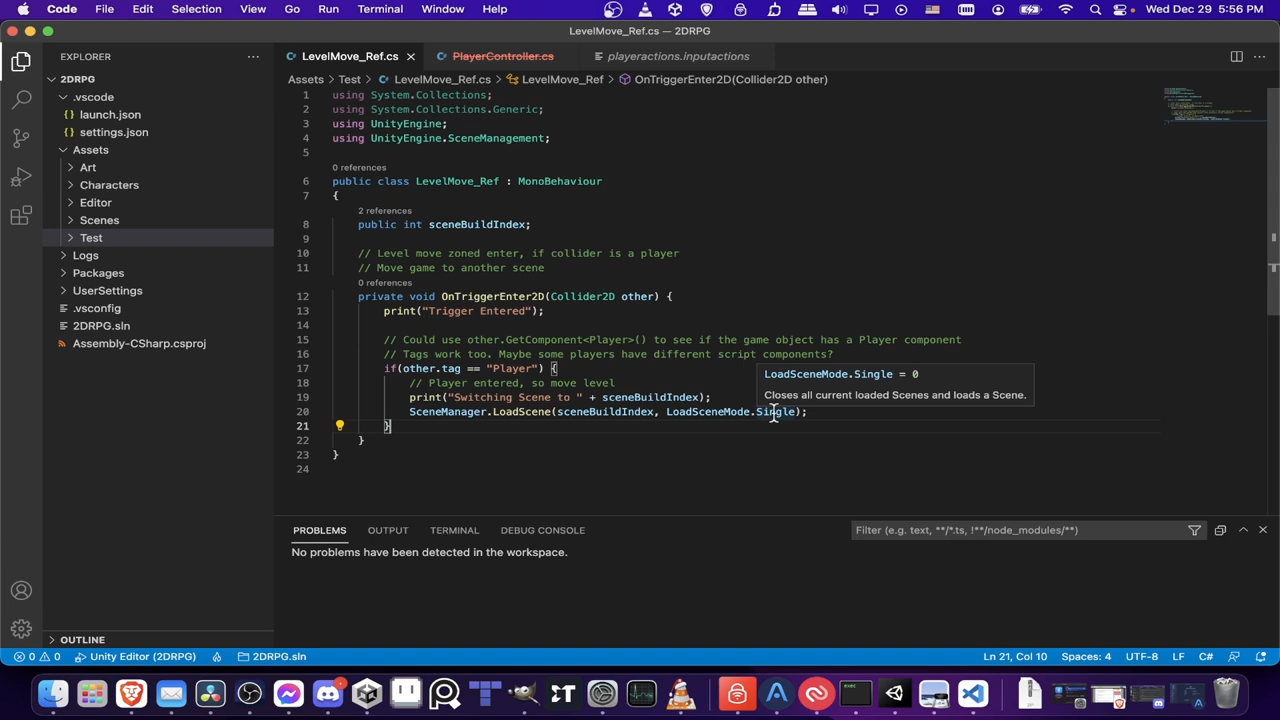 Code File Edit Selection View Go Run Terminal Window Help Wed Dec 29 5:56 PM
LevelMove_Ref.cs — 2DRPG
EXPLORER
LevelMove_Ref.cs PlayerController.cs playeractions.inputactions
Assets > Test > LevelMove_Ref.cs > LevelMove_Ref > OnTriggerEnter2D(Collider2D other)
2DRPG
.vscode
launch.json
settings.json
Assets
Art
Characters
Editor
Scenes
Test
Logs
Packages
UserSettings
.vsconfig
2DRPG.sln
Assembly-CSharp.csproj
OUTLINE
1 using System.Collections;
2 using System.Collections.Generic;
3 using UnityEngine;
4 using UnityEngine.SceneManagement;
5
0 references
6 public class LevelMove_Ref : MonoBehaviour
7 {
2 references
8 public int sceneBuildIndex;
9
10 // Level move zoned enter, if collider is a player
11 // Move game to another scene
0 references
12 private void OnTriggerEnter2D(Collider2D other) {
13 print("Trigger Entered");
14
15 // Could use other.GetComponent<Player>() to see if the game object has a Player component
16 // Tags work too. Maybe some players have different script components?
17 if(other.tag == "Player") {
18 // Player entered, so move level
19 print("Switching Scene to " + sceneBuildIndex);
20 SceneManager.LoadScene(sceneBuildIndex, LoadSceneMode.Single);
21 }
22 }
23 }
24
LoadSceneMode.Single = 0
Closes all current loaded Scenes and loads a Scene.
PROBLEMS OUTPUT TERMINAL DEBUG CONSOLE Filter (e.g. text, **/*.ts, !**/node_modules/**)
No problems have been detected in the workspace.
0 0 Unity Editor (2DRPG) 2DRPG.sln Ln 21, Col 10 Spaces: 4 UTF-8 LF C#